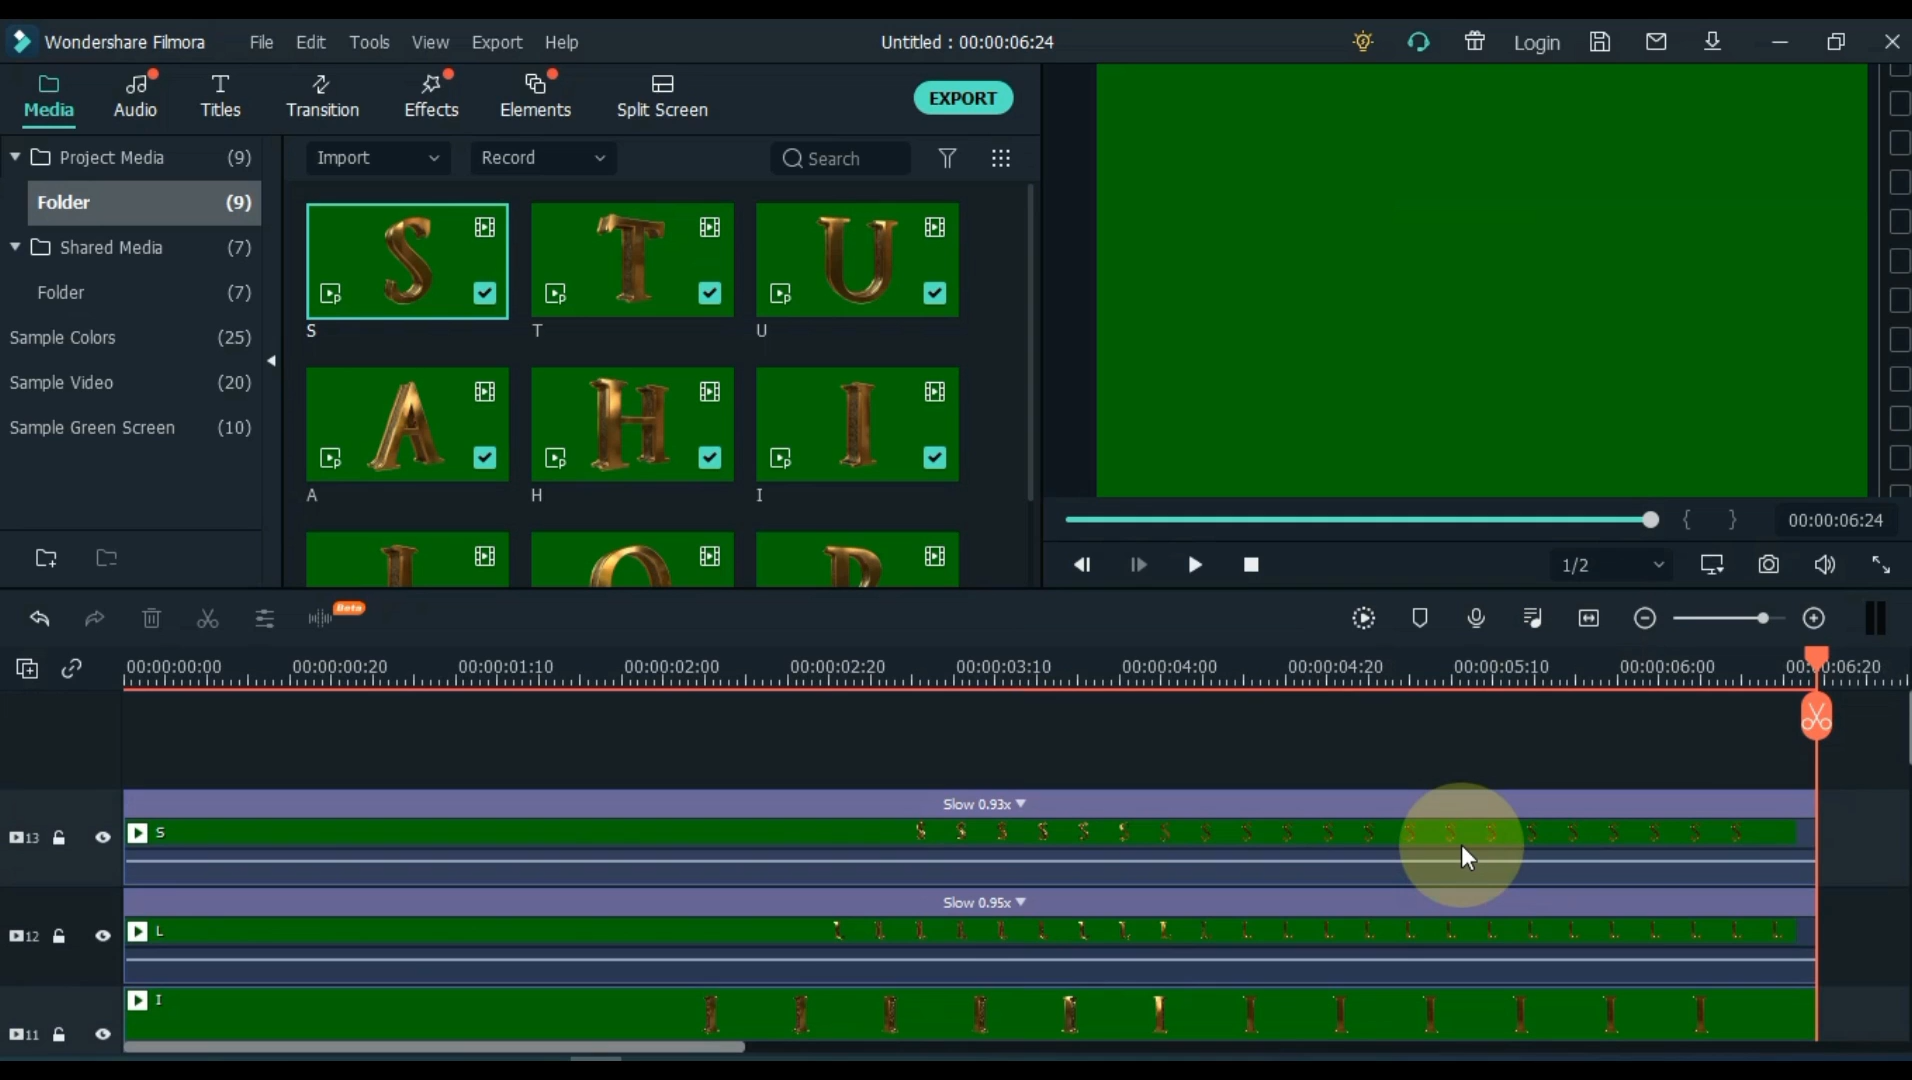 Wondershare Filmora File Edit Tools View Export Help Untitled : 00:00:06:24 Login
Media Audio Titles Transition Effects Elements Split Screen EXPORT
Project Media (9)
Folder (9)
Shared Media (7)
Folder (7)
Sample Colors (25)
Sample Video (20)
Sample Green Screen (10)
Import Record Search
S T U
S T U
A H I
A H I
{ } 00:00:06:24
1/2
Beta
00:00:00:00 00:00:00:20 00:00:01:10 00:00:02:00 00:00:02:20 00:00:03:10 00:00:04:00 00:00:04:20 00:00:05:10 00:00:06:00 00:00:06:20
Slow 0.93x
13 S
Slow 0.95x
12 L
I
11